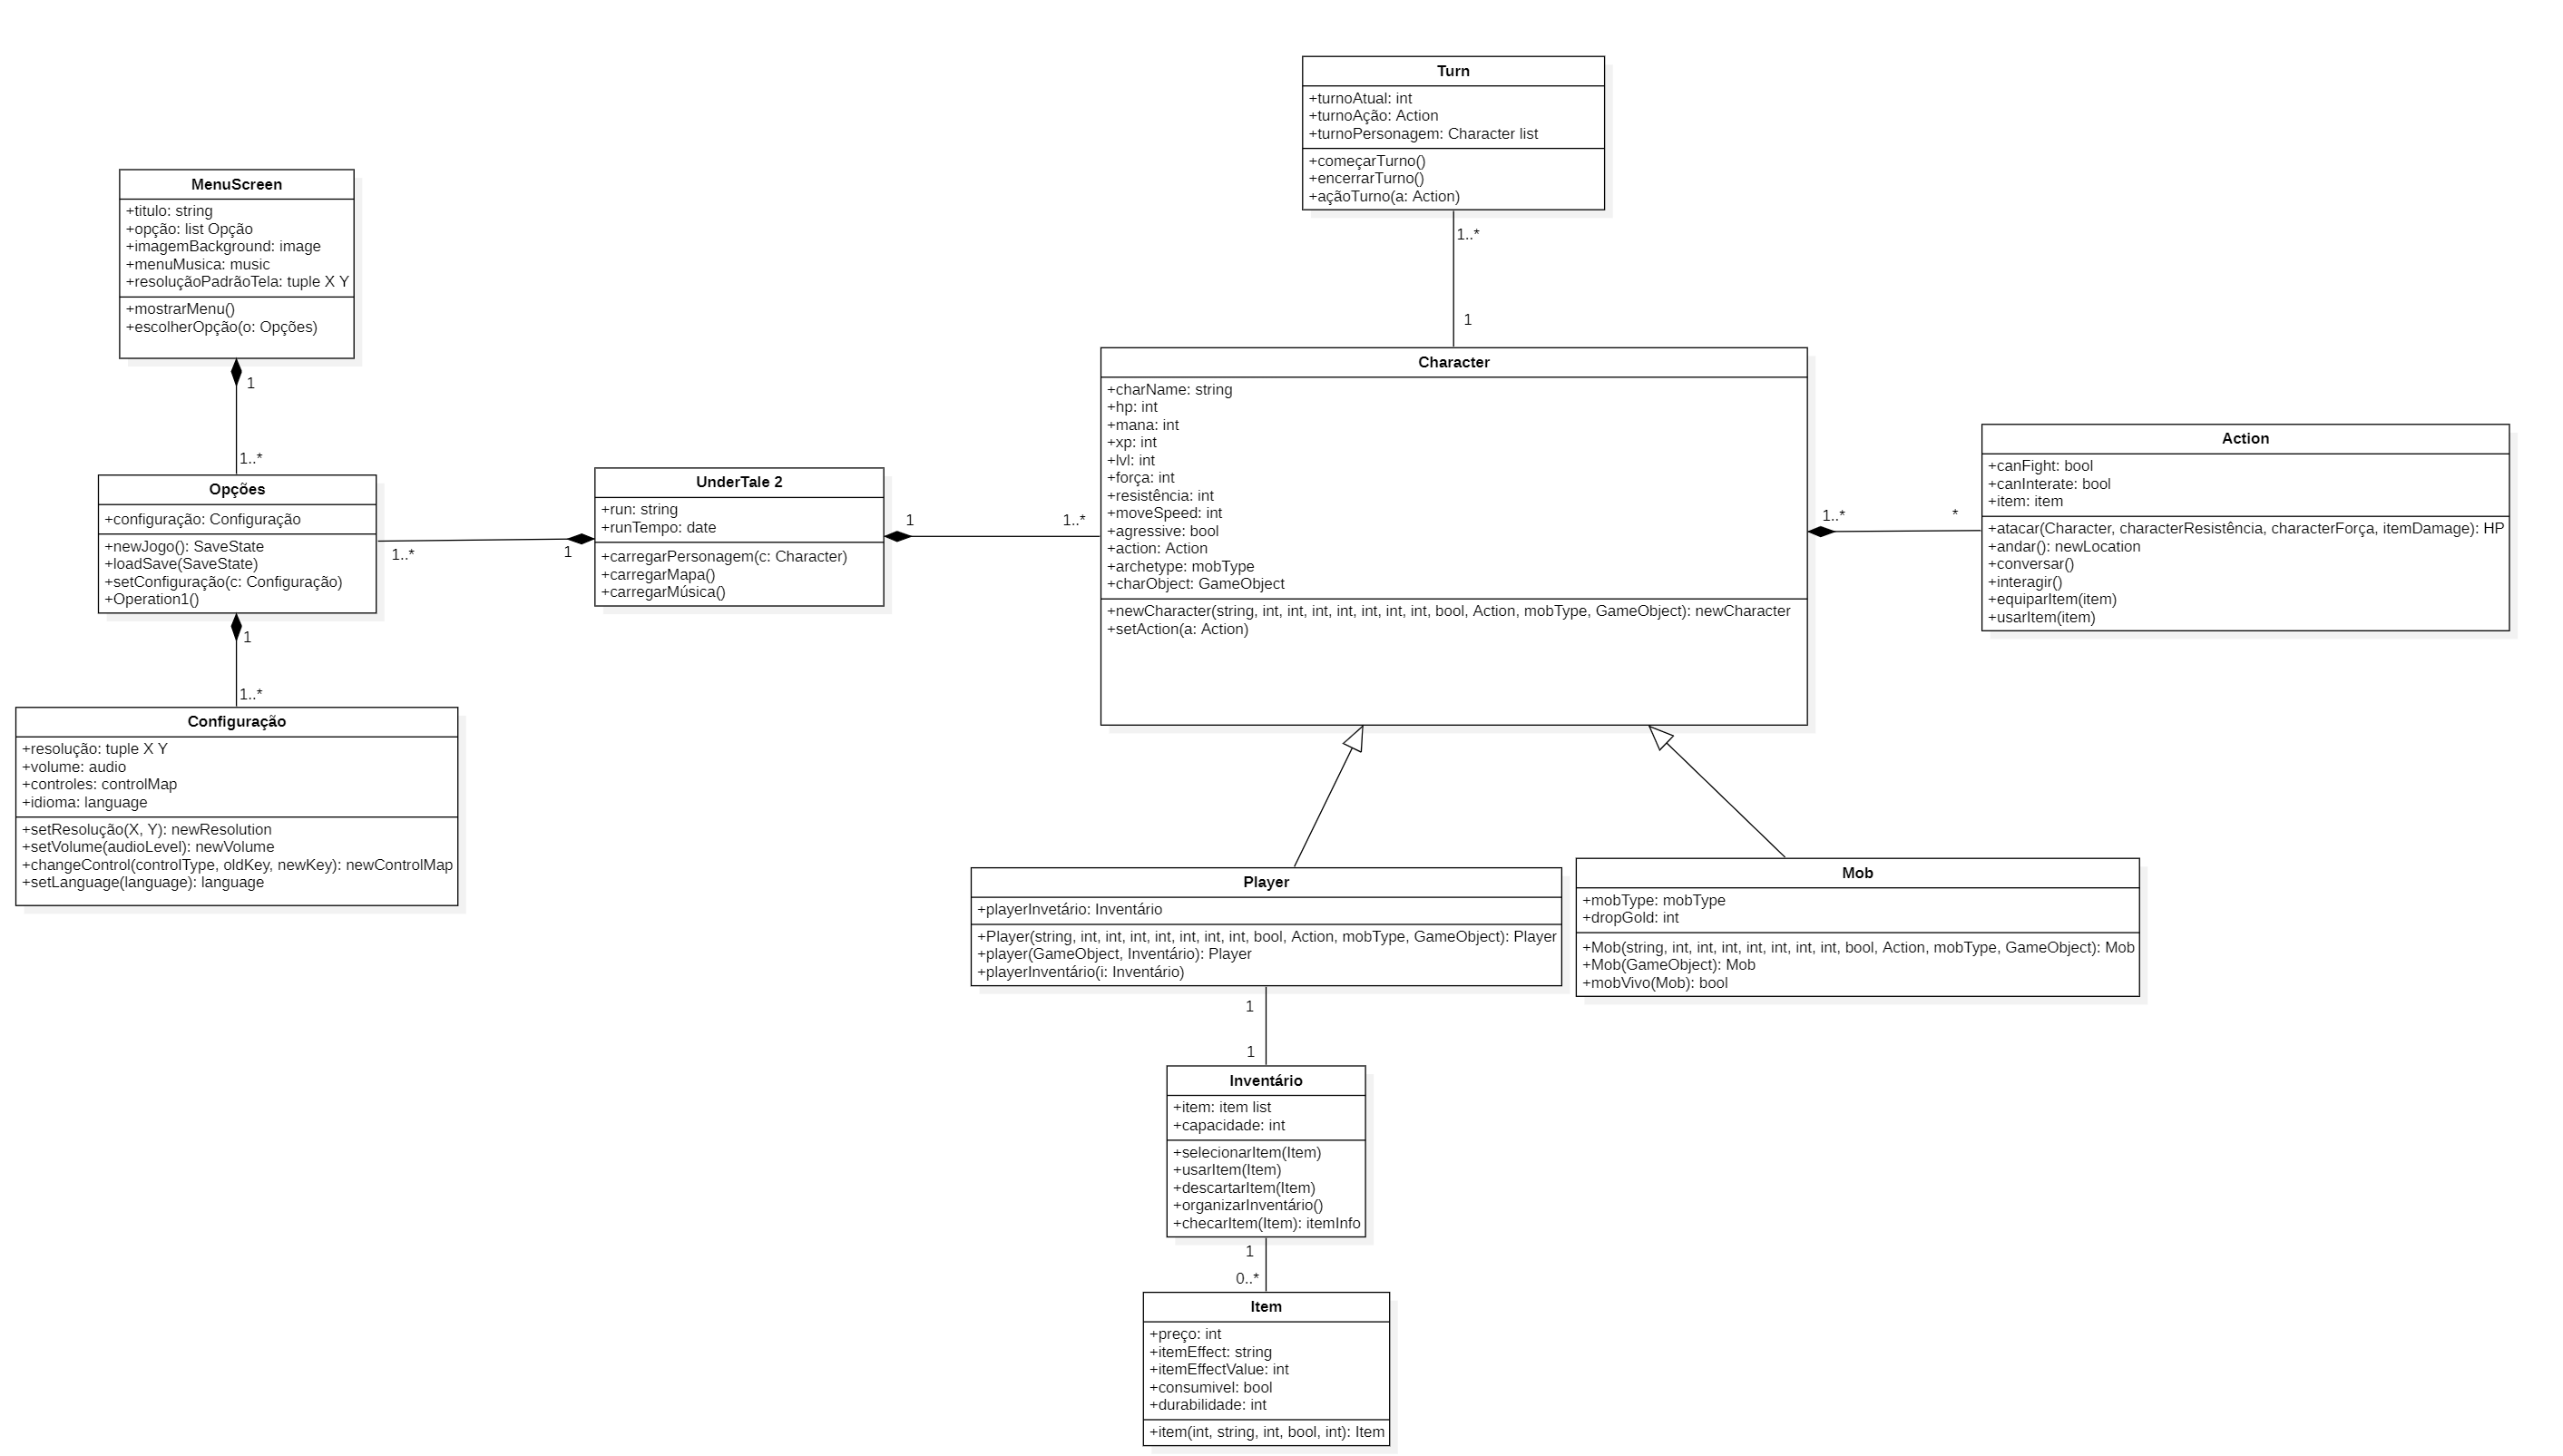 Turn
+turnoAtual: int
+turnoAção: Action
+turnoPersonagem: Character list
+começarTurno()
+encerrarTurno()
+açãoTurno(a: Action)
1..*
1
MenuScreen
+titulo: string
+opção: list Opção
+imagemBackground: image
+menuMusica: music
+resoluçãoPadrãoTela: tuple X Y
+mostrarMenu()
+escolherOpção(o: Opções)
1
1..*
Opções
+configuração: Configuração
+newJogo(): SaveState
+loadSave(SaveState)
+setConfiguração(c: Configuração)
+Operation1()
1..*
1
1
1..*
UnderTale 2
+run: string
+runTempo: date
+carregarPersonagem(c: Character)
+carregarMapa()
+carregarMúsica()
1
1..*
Character
+charName: string
+hp: int
+mana: int
+xp: int
+lvl: int
+força: int
+resistência: int
+moveSpeed: int
+agressive: bool
+action: Action
+archetype: mobType
+charObject: GameObject
+newCharacter(string, int, int, int, int, int, int, int, bool, Action, mobType, GameObject): newCharacter
+setAction(a: Action)
1..*
*
Action
+canFight: bool
+canInterate: bool
+item: item
+atacar(Character, characterResistência, characterForça, itemDamage): HP
+andar(): newLocation
+conversar()
+interagir()
+equiparItem(item)
+usarItem(item)
Configuração
+resolução: tuple X Y
+volume: audio
+controles: controlMap
+idioma: language
+setResolução(X, Y): newResolution
+setVolume(audioLevel): newVolume
+changeControl(controlType, oldKey, newKey): newControlMap
+setLanguage(language): language
Player
+playerInvetário: Inventário
+Player(string, int, int, int, int, int, int, int, bool, Action, mobType, GameObject): Player
+player(GameObject, Inventário): Player
+playerInventário(i: Inventário)
Mob
+mobType: mobType
+dropGold: int
+Mob(string, int, int, int, int, int, int, int, bool, Action, mobType, GameObject): Mob
+Mob(GameObject): Mob
+mobVivo(Mob): bool
1
1
Inventário
+item: item list
+capacidade: int
+selecionarItem(Item)
+usarItem(Item)
+descartarItem(Item)
+organizarInventário()
+checarItem(Item): itemInfo
1
0..*
Item
+preço: int
+itemEffect: string
+itemEffectValue: int
+consumivel: bool
+durabilidade: int
+item(int, string, int, bool, int): Item